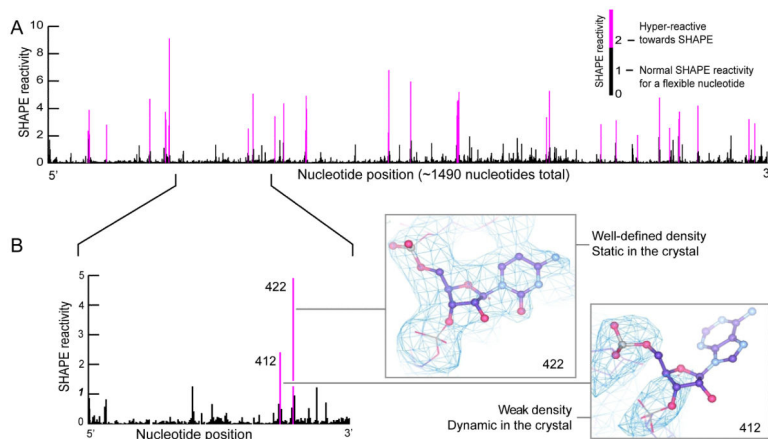 A
SHAPE reactivity
10
8
6
4
2
0
5'
Nucleotide position (~1490 nucleotides total)
3
SHAPE reactivity
2
1
0
Hyper-reactive
towards SHAPE
Normal SHAPE reactivity
for a flexible nucleotide
B
SHAPE reactivity
5
4
3
2
1
0
422
412
5'
Nucleotide position
3'
422
Well-defined density
Static in the crystal
Weak density
Dynamic in the crystal
412